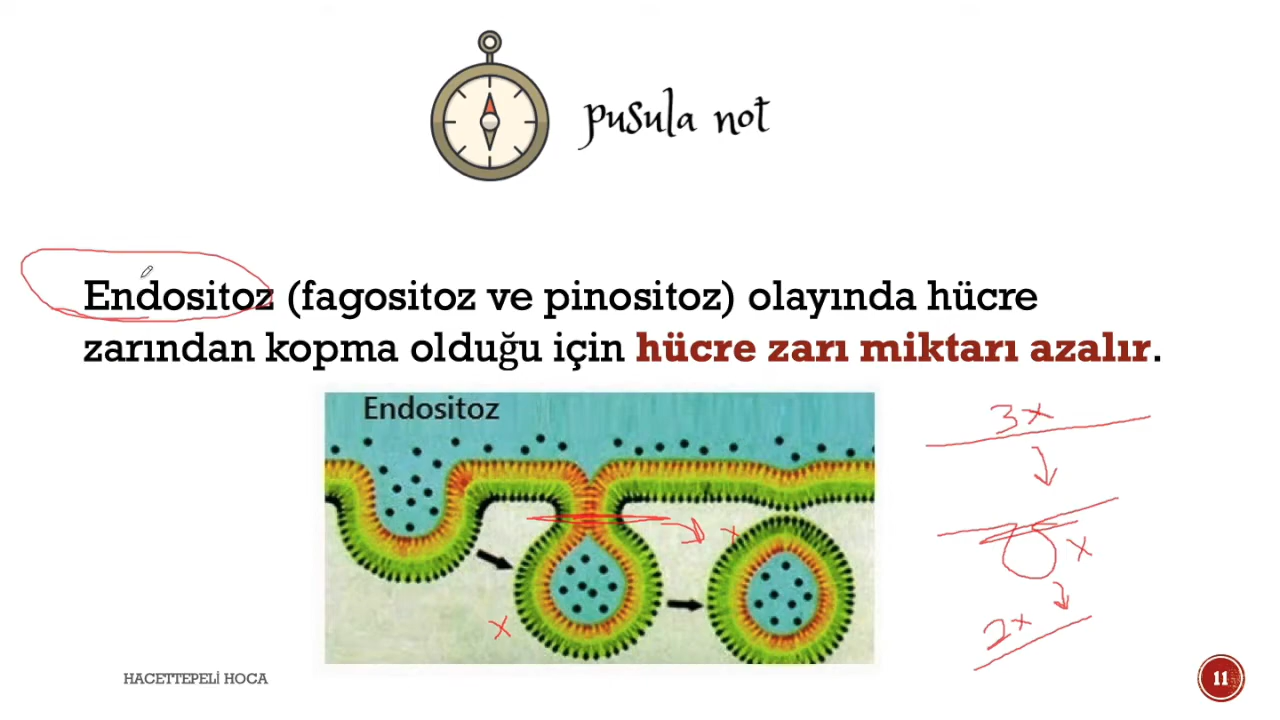 pusula not
Endositoz (fagositoz ve pinositoz) olayında hücre
zarından kopma olduğu için hücre zarı miktarı azalır.
Endositoz
3x
x
x
x
2x
HACETTEPELİ HOCA
11